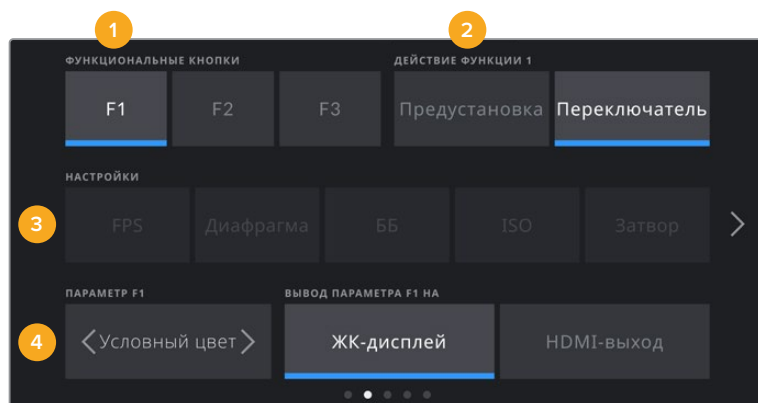 1
2
ФУНКЦИОНАЛЬНЫЕ КНОПКИ ДЕЙСТВИЕ ФУНКЦИИ 1
F1 F2 F3 Предустановка Переключатель
НАСТРОЙКИ
3 FPS Диафрагма ББ ISO Затвор
ПАРАМЕТР F1 ВЫВОД ПАРАМЕТРА F1 НА
4 Условный цвет ЖК-дисплей HDMI-выход